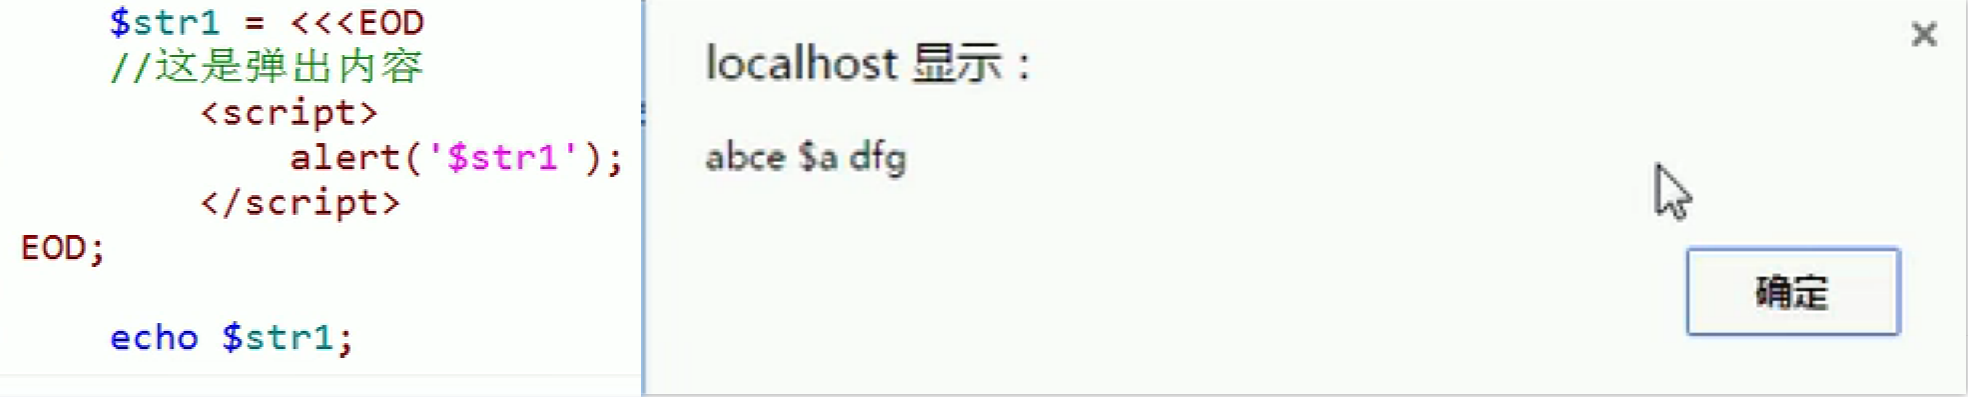 $str1 = <<<EOD
//这是弹出内容
<script>
alert('$str1');
</script>
EOD;
echo $str1;
localhost 显示：
abce $a dfg
确定